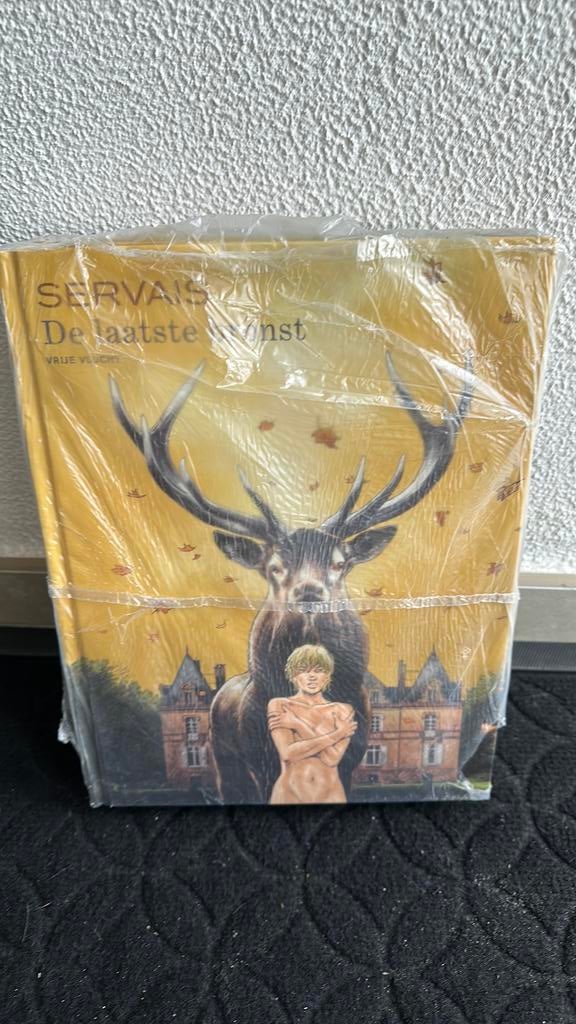 SERVAIS
De laatste bronst
VRIJE VLUCHT